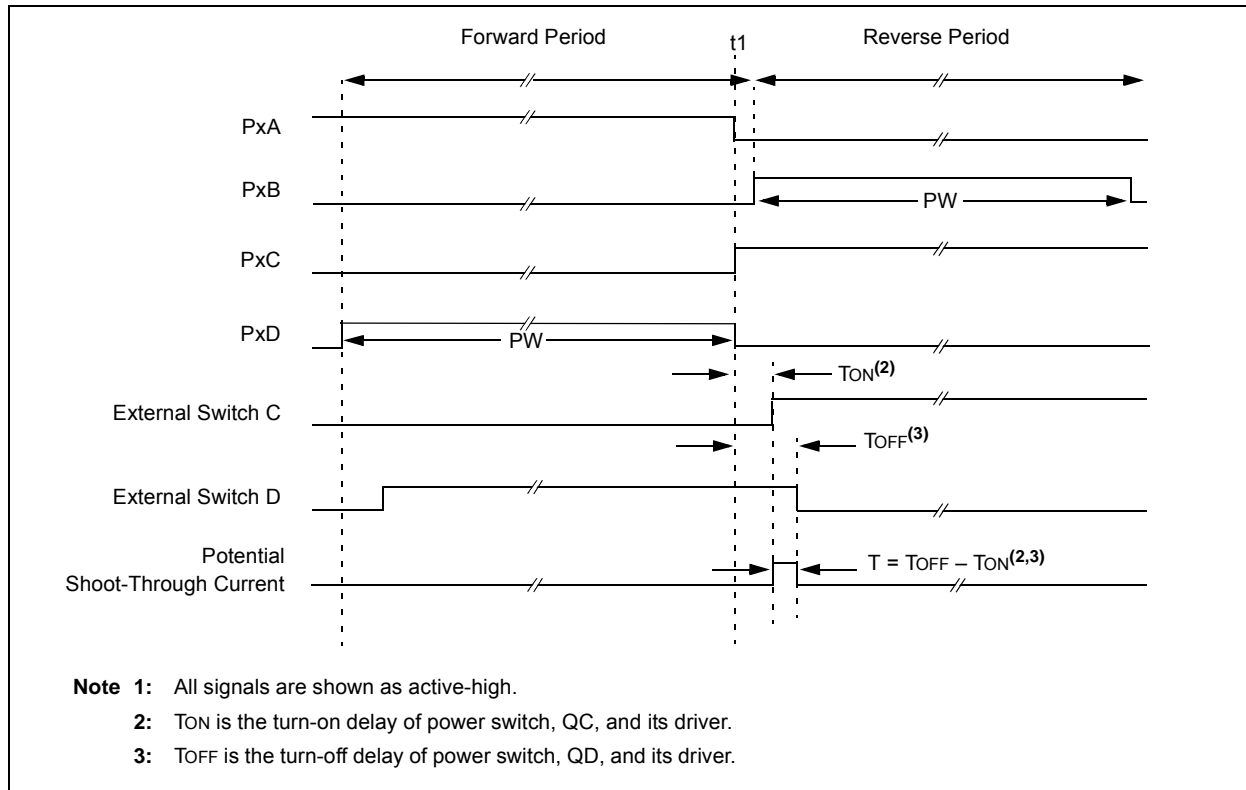 Forward Period
t1
Reverse Period
PxA
PxB
PW
PxC
PxD
PW
TON(2)
External Switch C
TOFF(3)
External Switch D
Potential
Shoot-Through Current
T = TOFF – TON(2,3)
Note 1: All signals are shown as active-high.
2: TON is the turn-on delay of power switch, QC, and its driver.
3: TOFF is the turn-off delay of power switch, QD, and its driver.